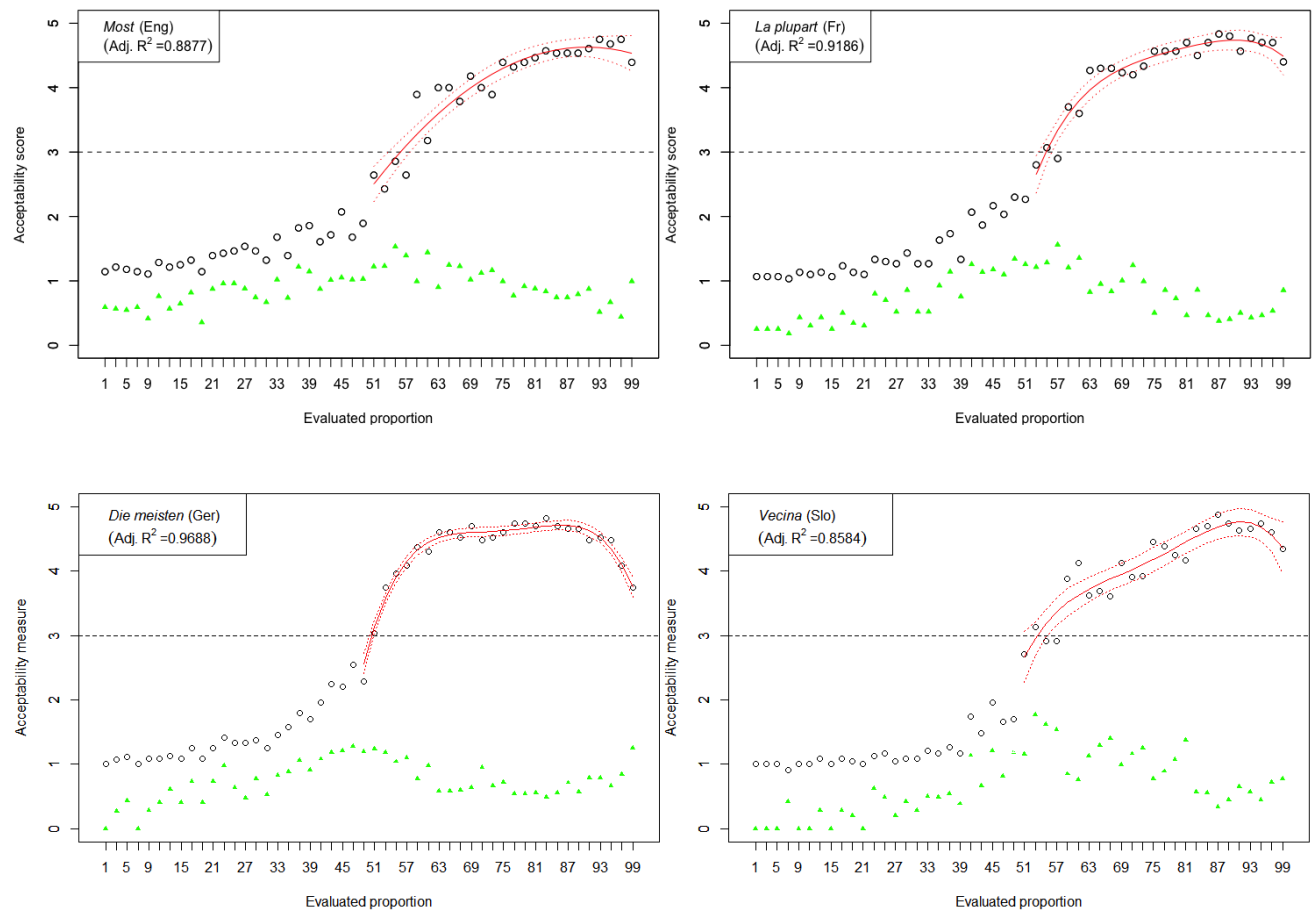 Most (Eng)
(Adj. R² =0.8877)
Acceptability score
5
4
3
2
1
0
1 5 9 15 21 27 33 39 45 51 57 63 69 75 81 87 93 99
Evaluated proportion
La plupart (Fr)
(Adj. R² =0.9186)
Acceptability score
5
4
3
2
1
0
1 5 9 15 21 27 33 39 45 51 57 63 69 75 81 87 93 99
Evaluated proportion
Die meisten (Ger)
(Adj. R² =0.9688)
Acceptability measure
5
4
3
2
1
0
1 5 9 15 21 27 33 39 45 51 57 63 69 75 81 87 93 99
Evaluated proportion
Vecina (Slo)
(Adj. R² =0.8584)
Acceptability measure
5
4
3
2
1
0
1 5 9 15 21 27 33 39 45 51 57 63 69 75 81 87 93 99
Evaluated proportion